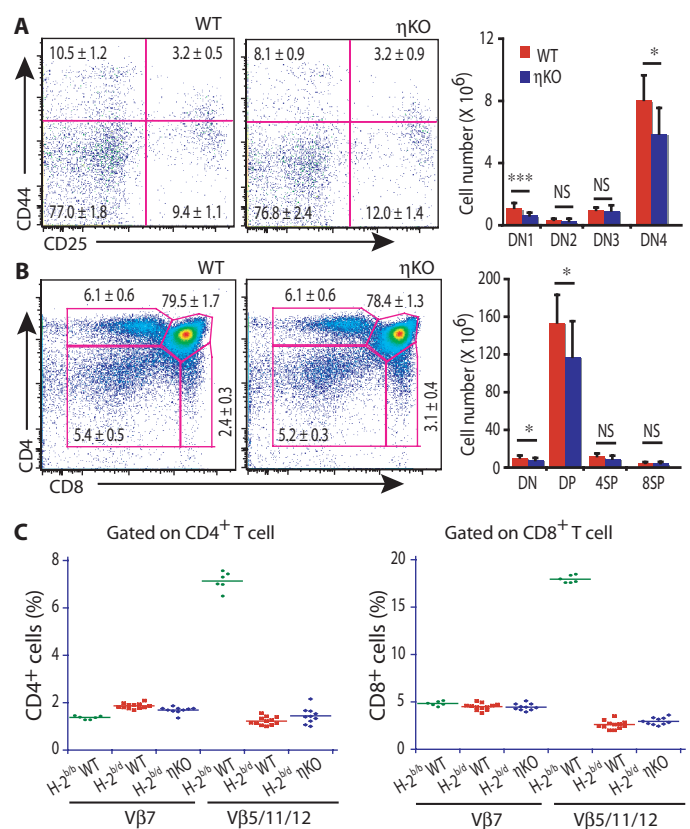 A
WT
ηKO
10.5 ± 1.2
3.2 ± 0.5
8.1 ± 0.9
3.2 ± 0.9
77.0 ± 1.8
9.4 ± 1.1
76.8 ± 2.4
12.0 ± 1.4
CD44
CD25
12
8
4
0
Cell number (X 10⁶)
WT
ηKO
***
NS
NS
*
DN1
DN2
DN3
DN4
B
WT
ηKO
6.1 ± 0.6
79.5 ± 1.7
6.1 ± 0.6
78.4 ± 1.3
5.4 ± 0.5
2.4 ± 0.3
5.2 ± 0.3
3.1 ± 0.4
CD4
CD8
200
160
120
80
40
0
Cell number (X 10⁶)
*
*
NS
NS
DN
DP
4SP
8SP
C
Gated on CD4⁺ T cell
8
6
4
2
0
CD4⁺ cells (%)
H-2ᵇ/ᵇ WT
H-2ᵇ/ᵈ WT
H-2ᵇ/ᵈ ηKO
H-2ᵇ/ᵇ WT
H-2ᵇ/ᵈ WT
H-2ᵇ/ᵈ ηKO
Vβ7
Vβ5/11/12
Gated on CD8⁺ T cell
20
15
10
5
0
CD8⁺ cells (%)
H-2ᵇ/ᵇ WT
H-2ᵇ/ᵈ WT
H-2ᵇ/ᵈ ηKO
H-2ᵇ/ᵇ WT
H-2ᵇ/ᵈ WT
H-2ᵇ/ᵈ ηKO
Vβ7
Vβ5/11/12